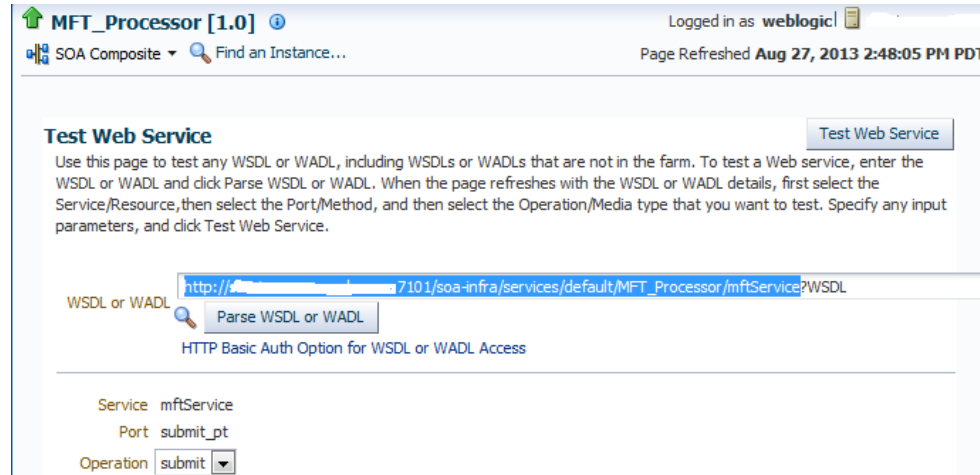 MFT_Processor [1.0]
Logged in as weblogic
SOA Composite Find an Instance...
Page Refreshed Aug 27, 2013 2:48:05 PM PDT
Test Web Service
Test Web Service
Use this page to test any WSDL or WADL, including WSDLs or WADLs that are not in the farm. To test a Web service, enter the
WSDL or WADL and click Parse WSDL or WADL. When the page refreshes with the WSDL or WADL details, first select the
Service/Resource,then select the Port/Method, and then select the Operation/Media type that you want to test. Specify any input
parameters, and click Test Web Service.
WSDL or WADL
http:// 7101/soa-infra/services/default/MFT_Processor/mftService?WSDL
Parse WSDL or WADL
HTTP Basic Auth Option for WSDL or WADL Access
Service mftService
Port submit_pt
Operation submit